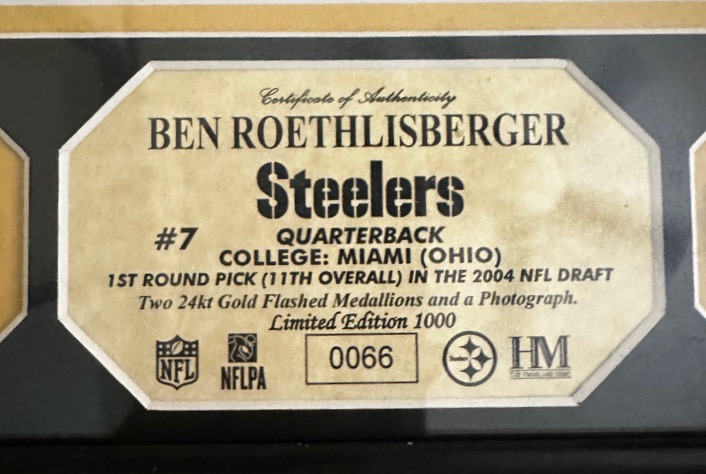 Certificate of Authenticity
BEN ROETHLISBERGER
Steelers
#7 QUARTERBACK
COLLEGE: MIAMI (OHIO)
1ST ROUND PICK (11TH OVERALL) IN THE 2004 NFL DRAFT
Two 24kt Gold Flashed Medallions and a Photograph.
Limited Edition 1000
NFL NFLPA 0066 Steelers HM